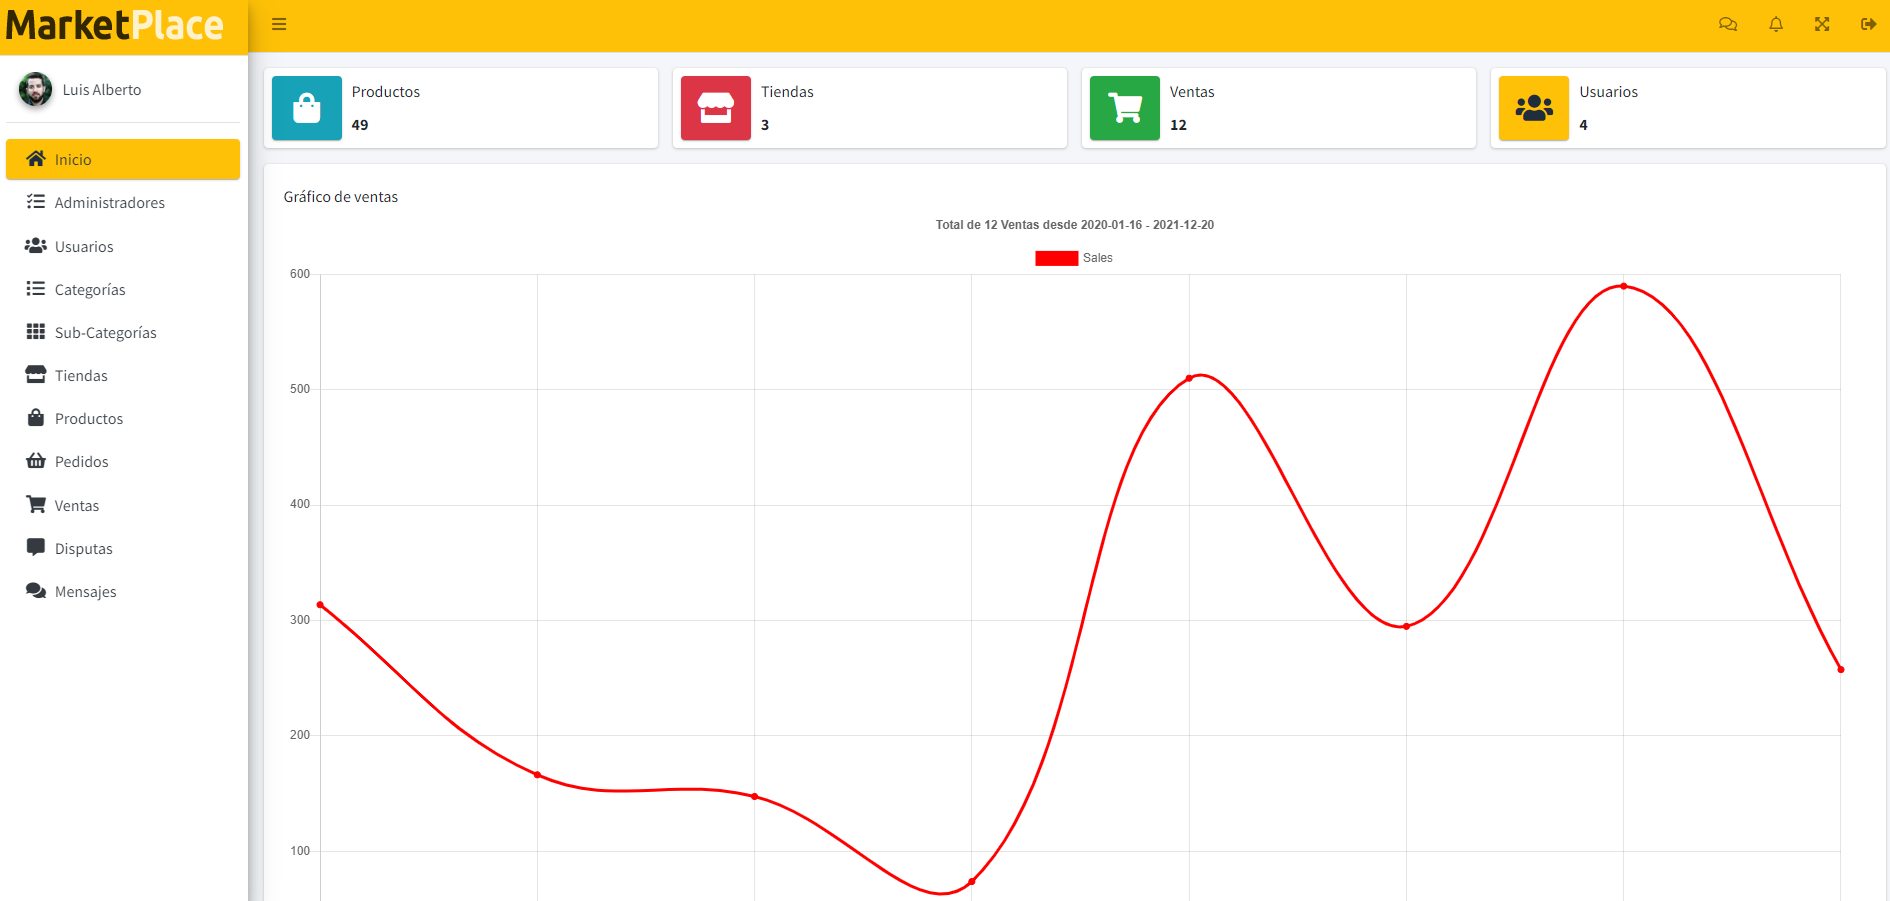 MarketPlace
Luis Alberto
Inicio
Administradores
Usuarios
Categorías
Sub-Categorías
Tiendas
Productos
Pedidos
Ventas
Disputas
Mensajes
Productos
49
Tiendas
3
Ventas
12
Usuarios
4
Gráfico de ventas
Total de 12 Ventas desde 2020-01-16 - 2021-12-20
Sales
600
500
400
300
200
100